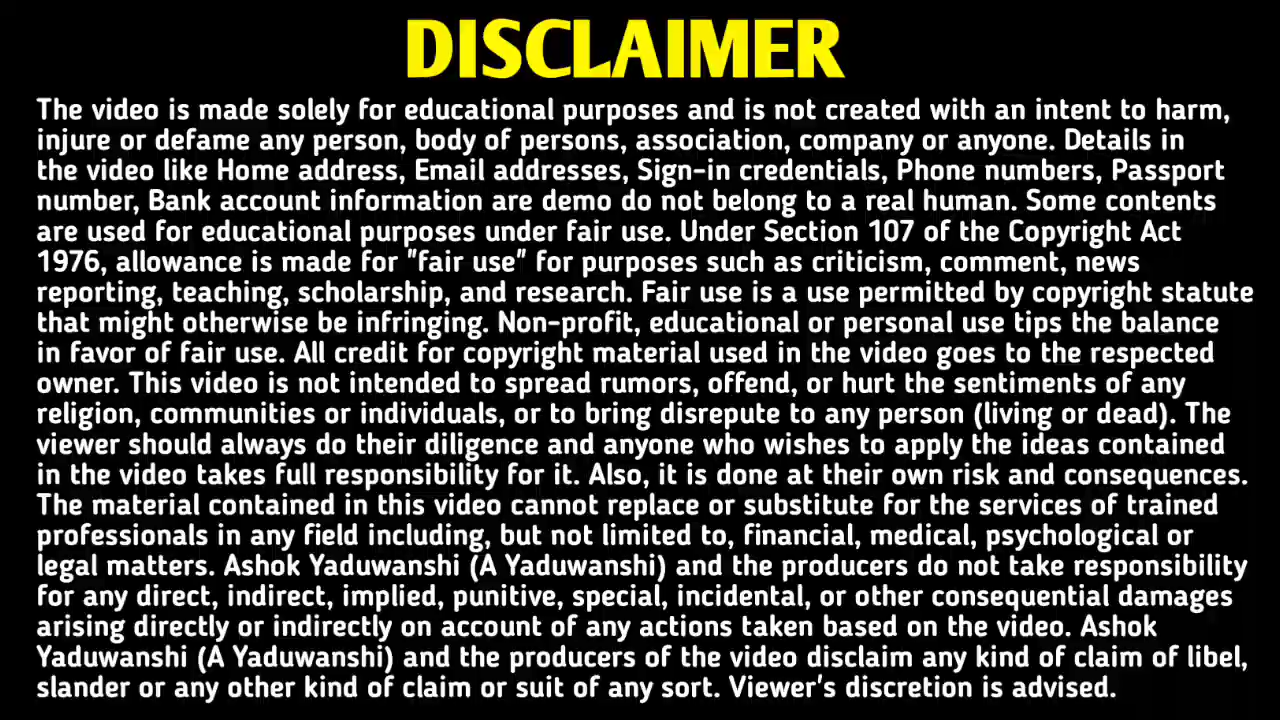 DISCLAIMER
The video is made solely for educational purposes and is not created with an intent to harm,
injure or defame any person, body of persons, association, company or anyone. Details in
the video like Home address, Email addresses, Sign-in credentials, Phone numbers, Passport
number, Bank account information are demo do not belong to a real human. Some contents
are used for educational purposes under fair use. Under Section 107 of the Copyright Act
1976, allowance is made for "fair use" for purposes such as criticism, comment, news
reporting, teaching, scholarship, and research. Fair use is a use permitted by copyright statute
that might otherwise be infringing. Non-profit, educational or personal use tips the balance
in favor of fair use. All credit for copyright material used in the video goes to the respected
owner. This video is not intended to spread rumors, offend, or hurt the sentiments of any
religion, communities or individuals, or to bring disrepute to any person (living or dead). The
viewer should always do their diligence and anyone who wishes to apply the ideas contained
in the video takes full responsibility for it. Also, it is done at their own risk and consequences.
The material contained in this video cannot replace or substitute for the services of trained
professionals in any field including, but not limited to, financial, medical, psychological or
legal matters. Ashok Yaduwanshi (A Yaduwanshi) and the producers do not take responsibility
for any direct, indirect, implied, punitive, special, incidental, or other consequential damages
arising directly or indirectly on account of any actions taken based on the video. Ashok
Yaduwanshi (A Yaduwanshi) and the producers of the video disclaim any kind of claim of libel,
slander or any other kind of claim or suit of any sort. Viewer's discretion is advised.